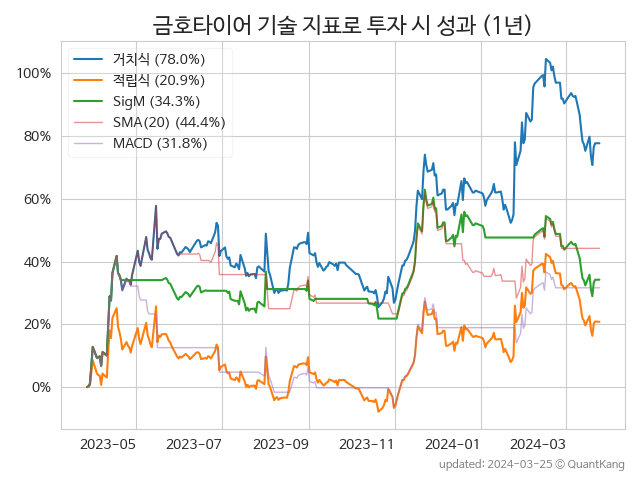 금호타이어 기술 지표로 투자 시 성과 (1년)
거치식 (78.0%)
적립식 (20.9%)
SigM (34.3%)
SMA(20) (44.4%)
MACD (31.8%)
100%
80%
60%
40%
20%
0%
2023-05 2023-07 2023-09 2023-11 2024-01 2024-03
updated: 2024-03-25 © QuantKang